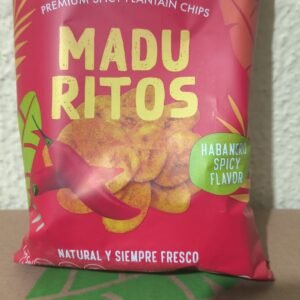 PREMIUM SPICY PLANTAIN CHIPS
MADU
RITOS
HABANERO
SPICY
FLAVOR
NATURAL Y SIEMPRE FRESCO